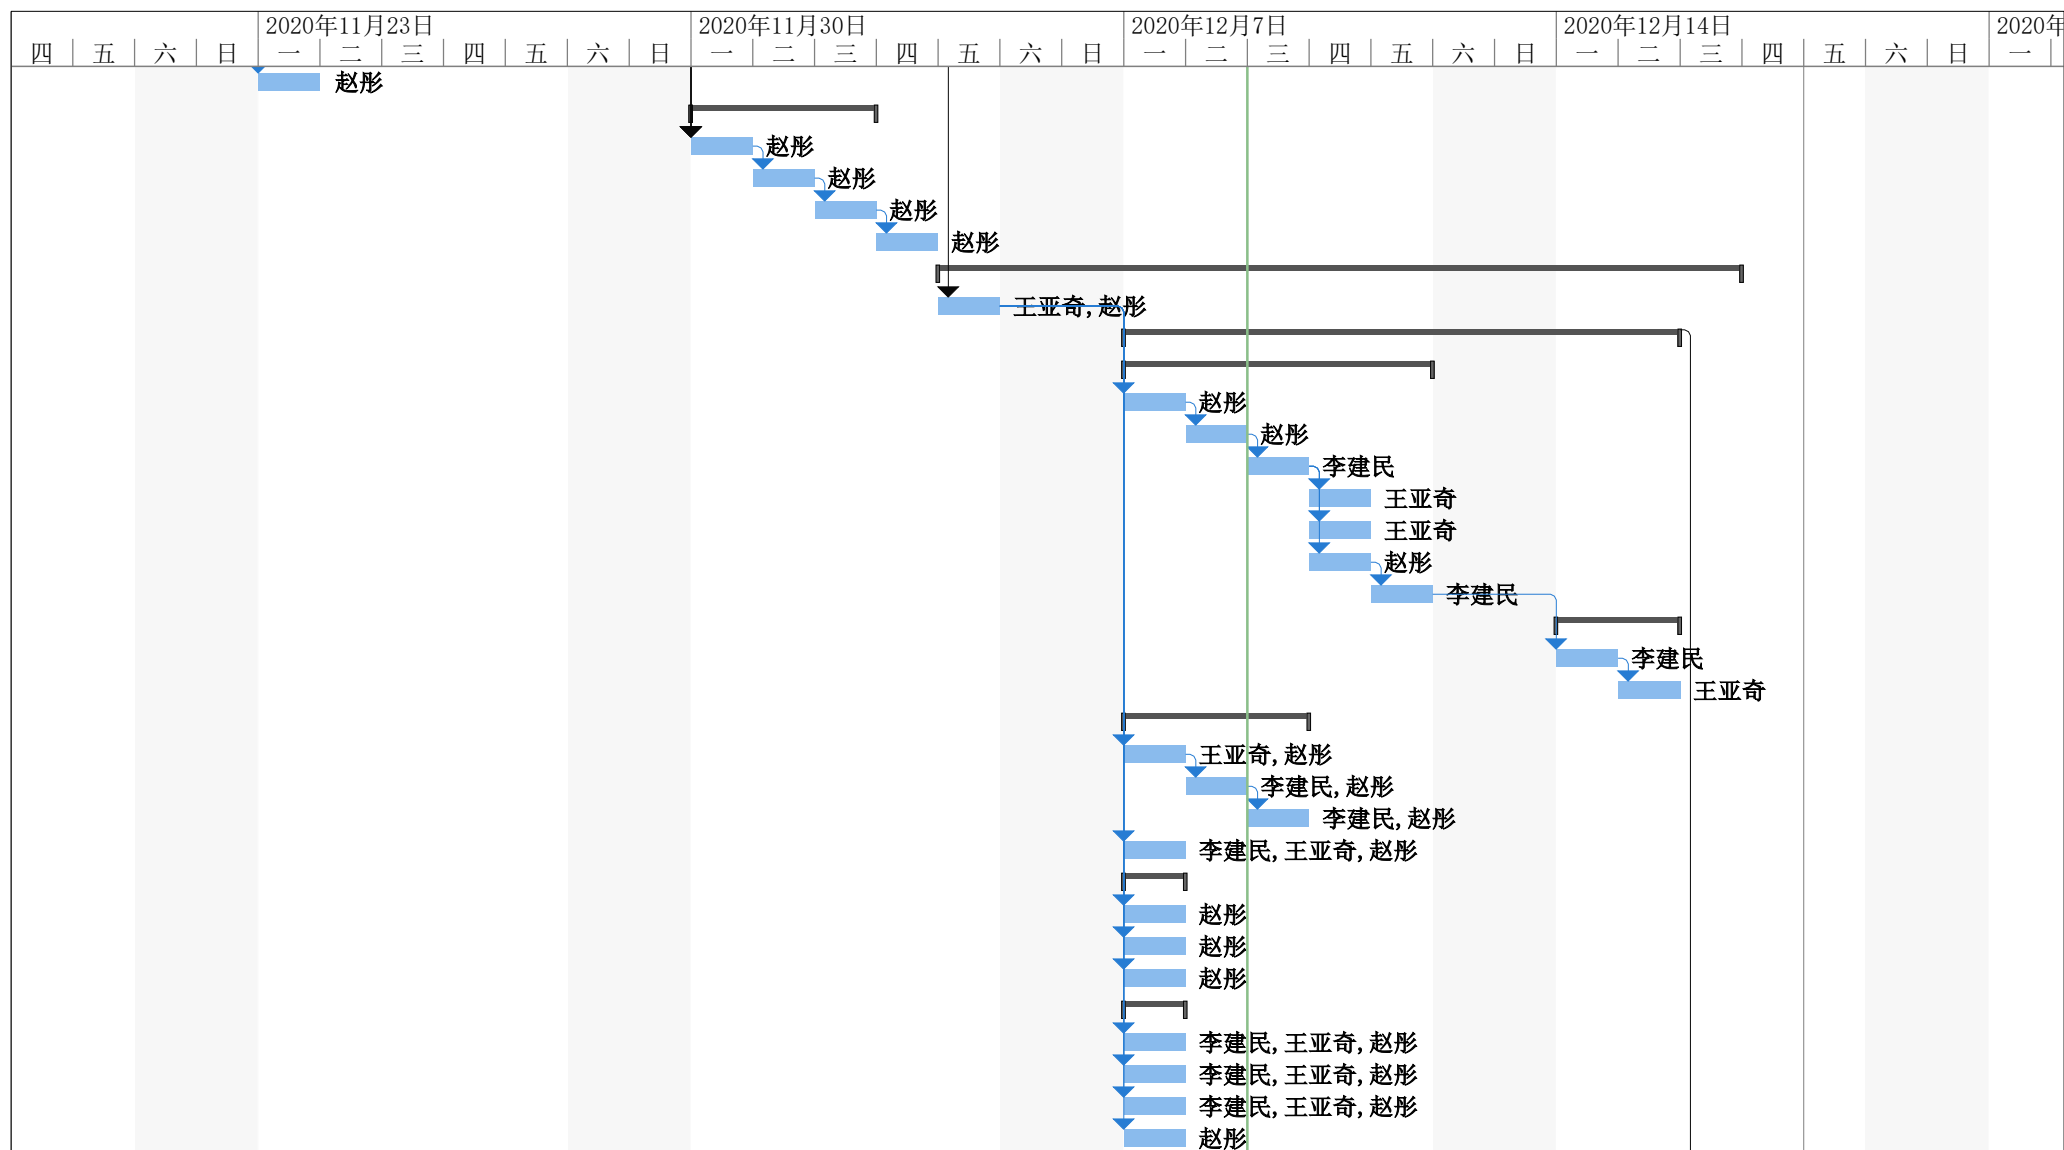 2020年11月23日 2020年11月30日 2020年12月7日 2020年12月14日 2020年
四 五 六 日 一 二 三 四 五 六 日 一 二 三 四 五 六 日 一 二 三 四 五 六 日 一 二 三 四 五 六 日 一
赵彤
赵彤
赵彤
赵彤
赵彤
王亚奇, 赵彤
赵彤
赵彤
李建民
王亚奇
王亚奇
赵彤
李建民
李建民
王亚奇
王亚奇, 赵彤
李建民, 赵彤
李建民, 赵彤
李建民, 王亚奇, 赵彤
赵彤
赵彤
赵彤
李建民, 王亚奇, 赵彤
李建民, 王亚奇, 赵彤
李建民, 王亚奇, 赵彤
赵彤